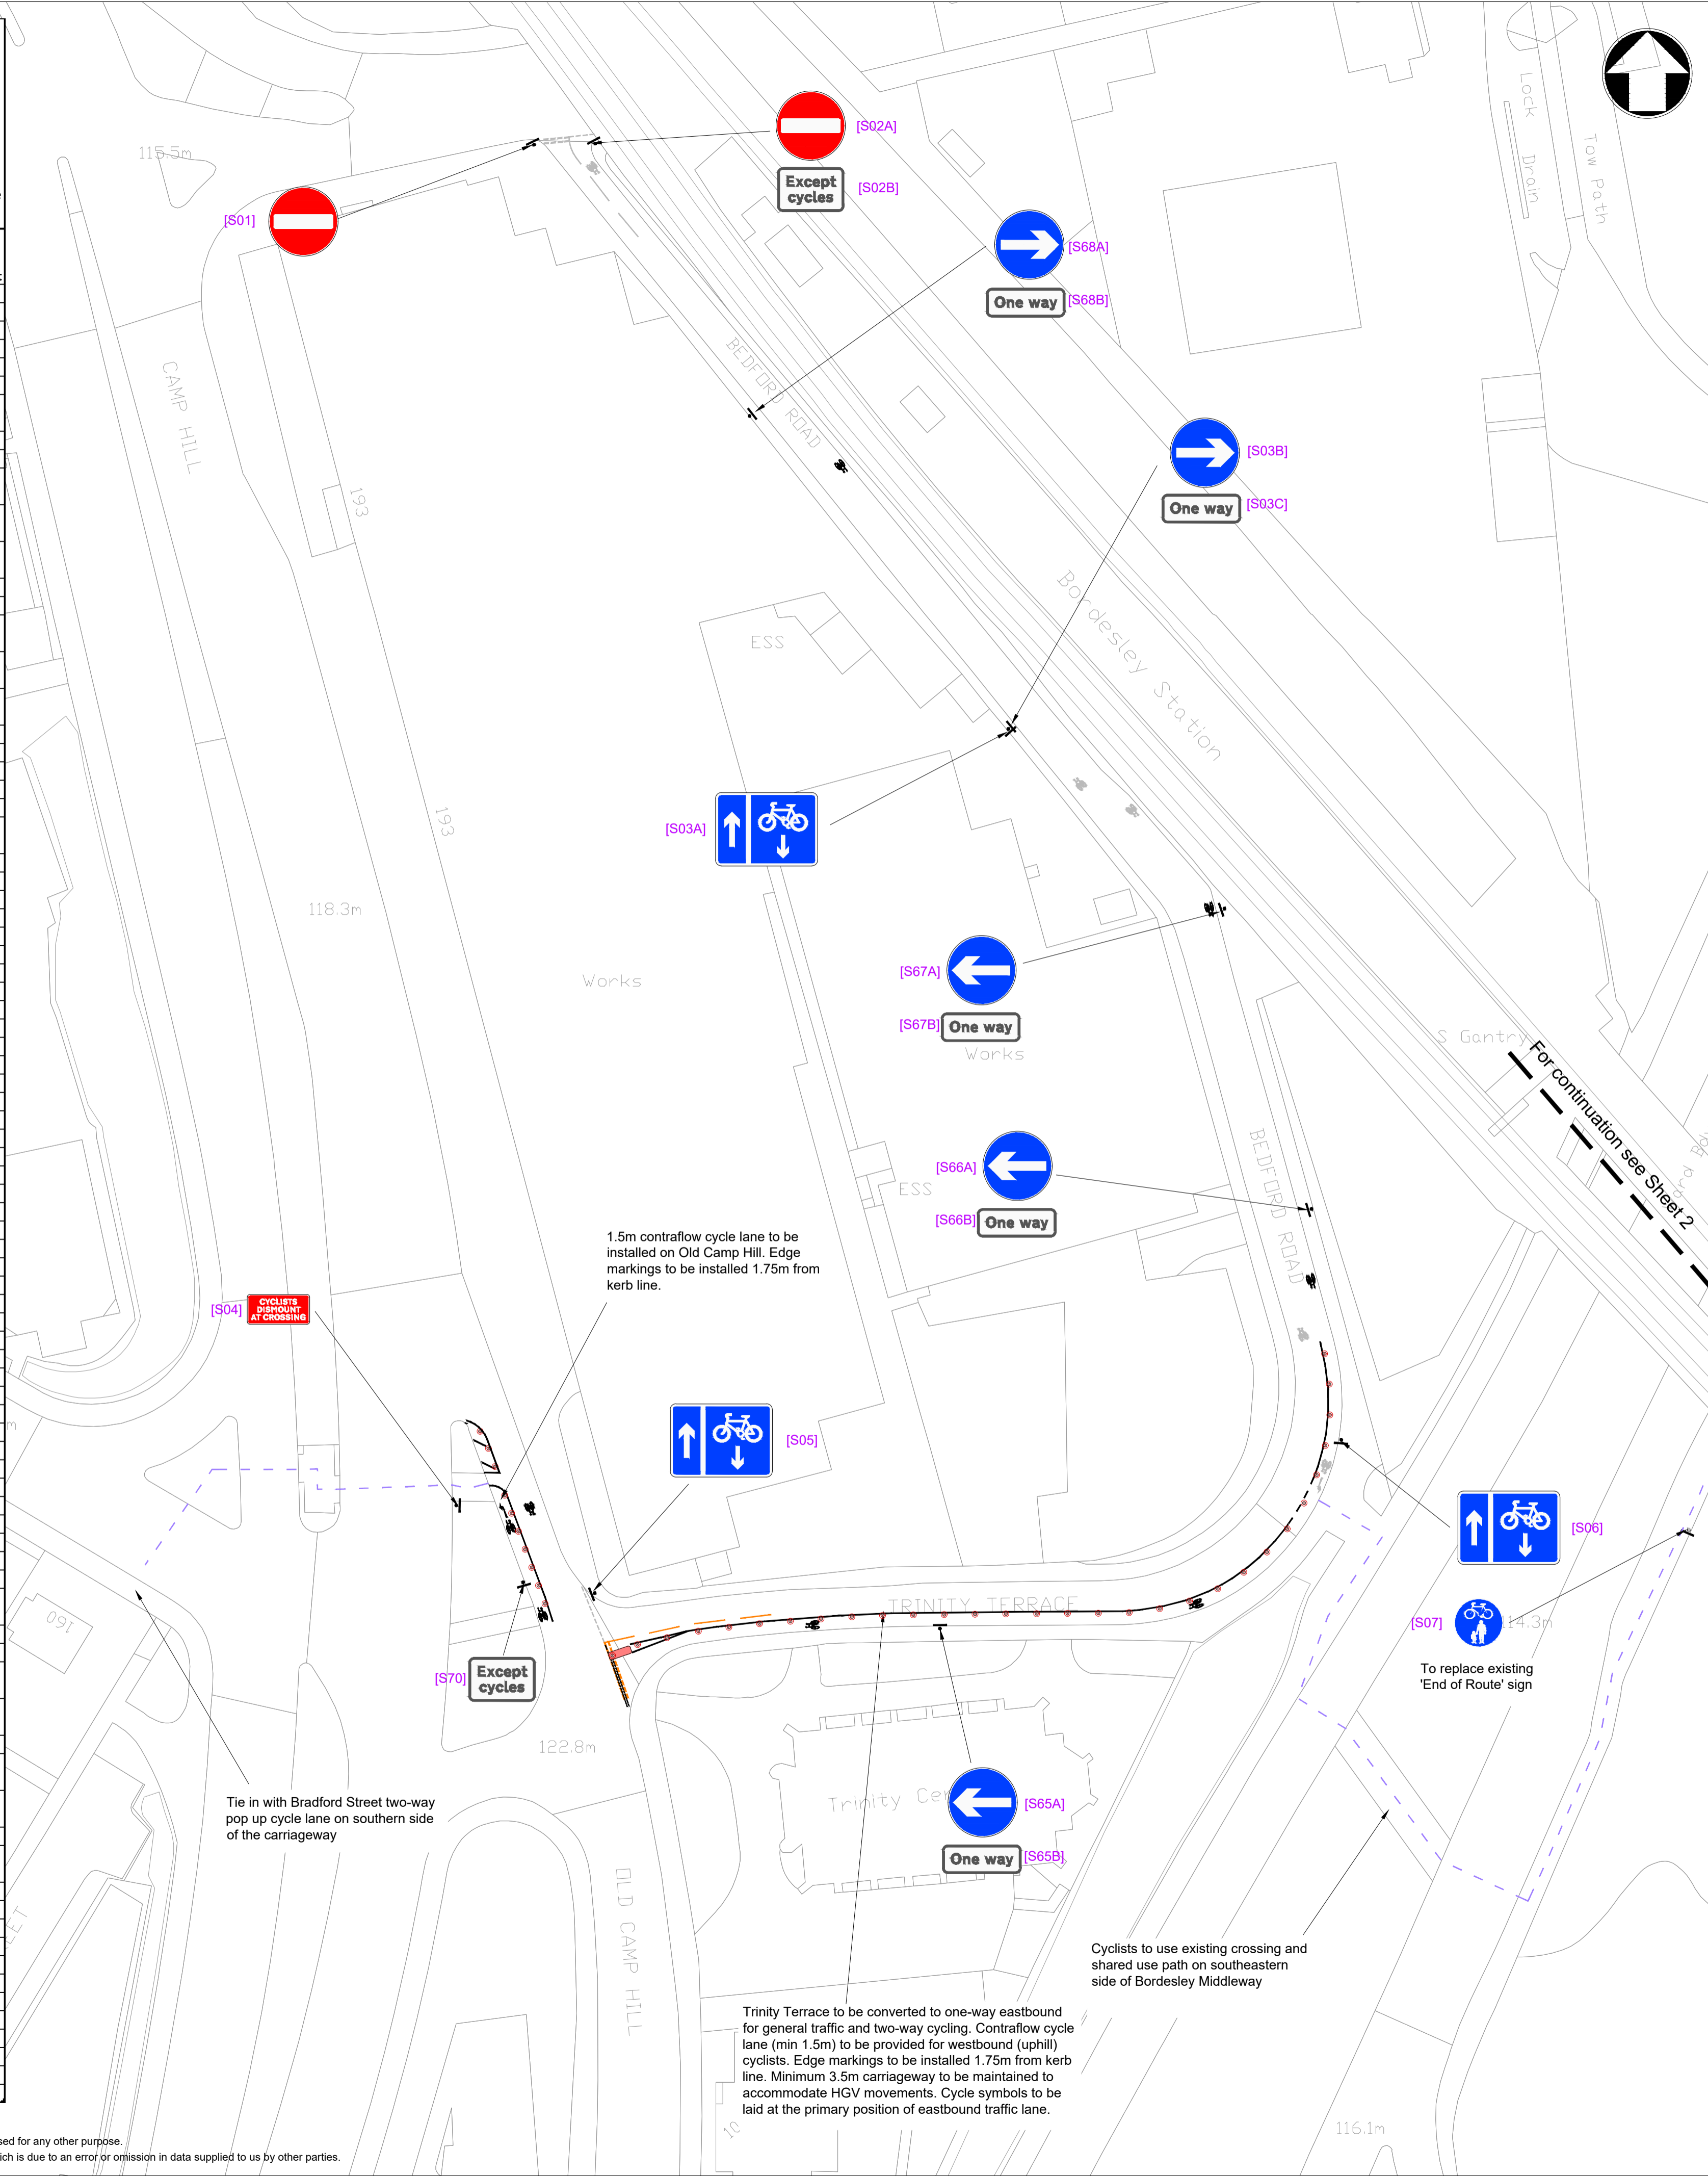 Lock
Drain
Tow Path
115.5m
[S01]
[S02A]
Except
cycles
[S02B]
[S68A]
One way
[S68B]
CAMP HILL
BEDFORD ROAD
[S03B]
One way
[S03C]
193
Bordesley Station
ESS
193
[S03A]
118.3m
Works
[S67A]
[S67B]
One way
Works
S Gantry
For continuation see Sheet 2
[S66A]
[S66B]
One way
ESS
BEDFORD ROAD
1.5m contraflow cycle lane to be
installed on Old Camp Hill. Edge
markings to be installed 1.75m from
kerb line.
[S04]
CYCLISTS
DISMOUNT
AT CROSSING
[S05]
[S06]
TRINITY TERRACE
160
[S07]
114.3m
To replace existing
'End of Route' sign
[S70]
Except
cycles
122.8m
Tie in with Bradford Street two-way
pop up cycle lane on southern side
of the carriageway
Trinity Ce
[S65A]
One way
[S65B]
OLD CAMP HILL
Cyclists to use existing crossing and
shared use path on southeastern
side of Bordesley Middleway
Trinity Terrace to be converted to one-way eastbound
for general traffic and two-way cycling. Contraflow cycle
lane (min 1.5m) to be provided for westbound (uphill)
cyclists. Edge markings to be installed 1.75m from kerb
line. Minimum 3.5m carriageway to be maintained to
accommodate HGV movements. Cycle symbols to be
laid at the primary position of eastbound traffic lane.
116.1m
sed for any other purpose.
ich is due to an error or omission in data supplied to us by other parties.